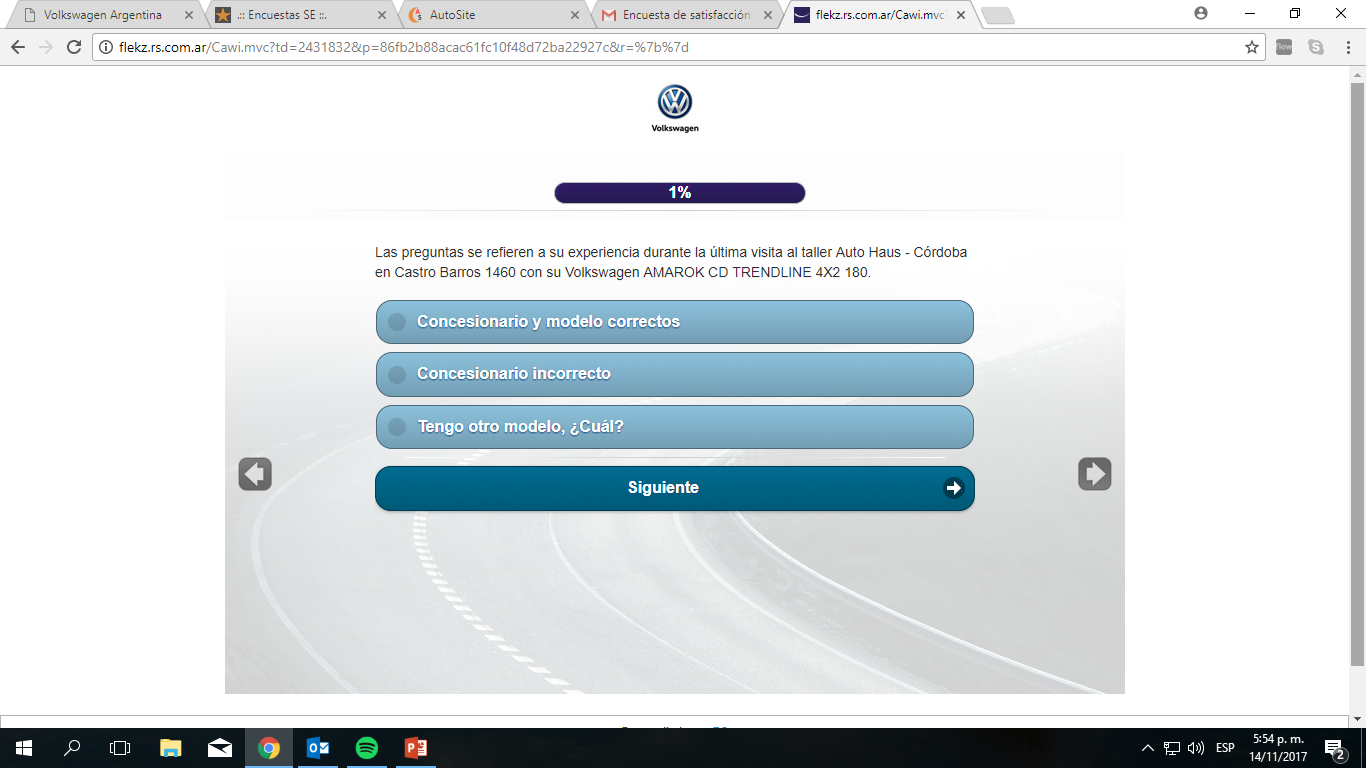 Volkswagen Argentina
.:: Encuestas SE ::.
AutoSite
Encuesta de satisfacción
flekz.rs.com.ar/Cawi.mvc
flekz.rs.com.ar/Cawi.mvc?td=2431832&p=86fb2b88acac61fc10f48d72ba22927c&r=%7b%7d
Volkswagen
1%
Las preguntas se refieren a su experiencia durante la última visita al taller Auto Haus - Córdoba
en Castro Barros 1460 con su Volkswagen AMAROK CD TRENDLINE 4X2 180.
Concesionario y modelo correctos
Concesionario incorrecto
Tengo otro modelo, ¿Cuál?
Siguiente
ESP
5:54 p. m.
14/11/2017
2